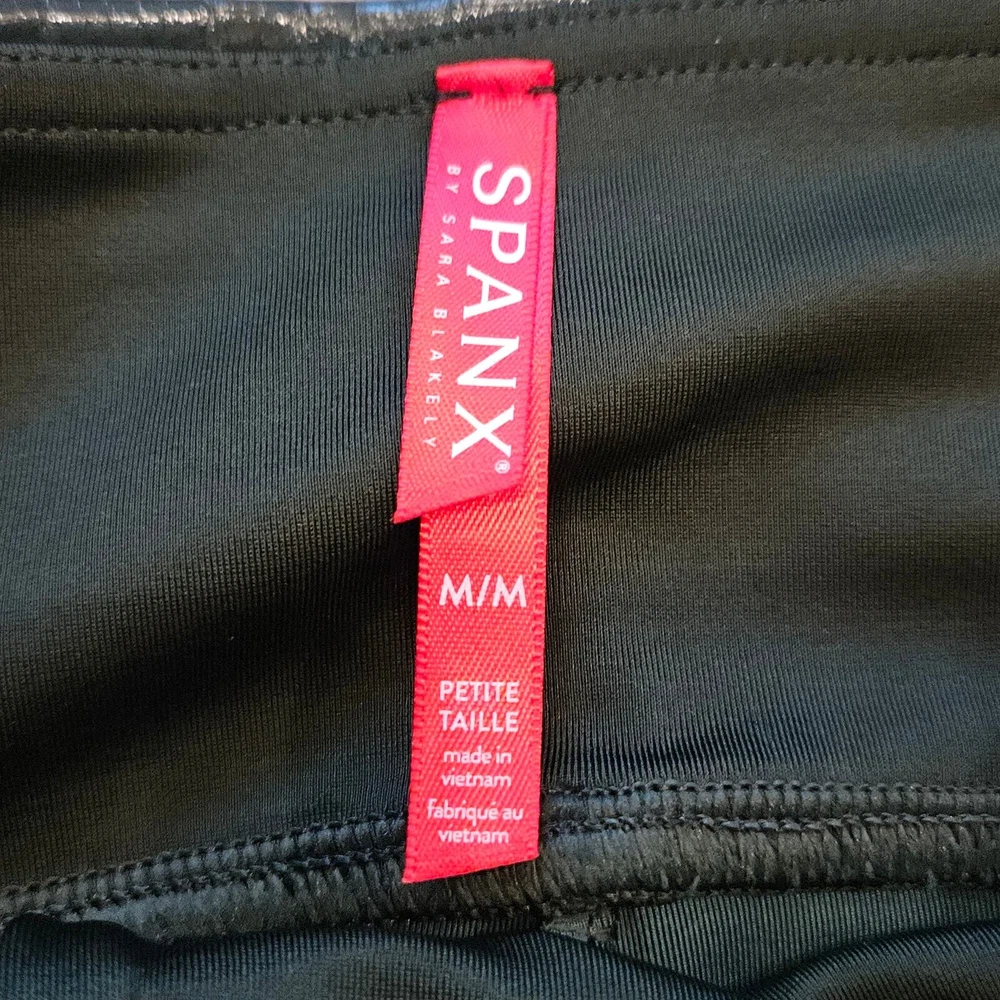 SPANX®
BY SARA BLAKELY
M/M
PETITE
TAILLE
made in
vietnam
fabriqué au
vietnam